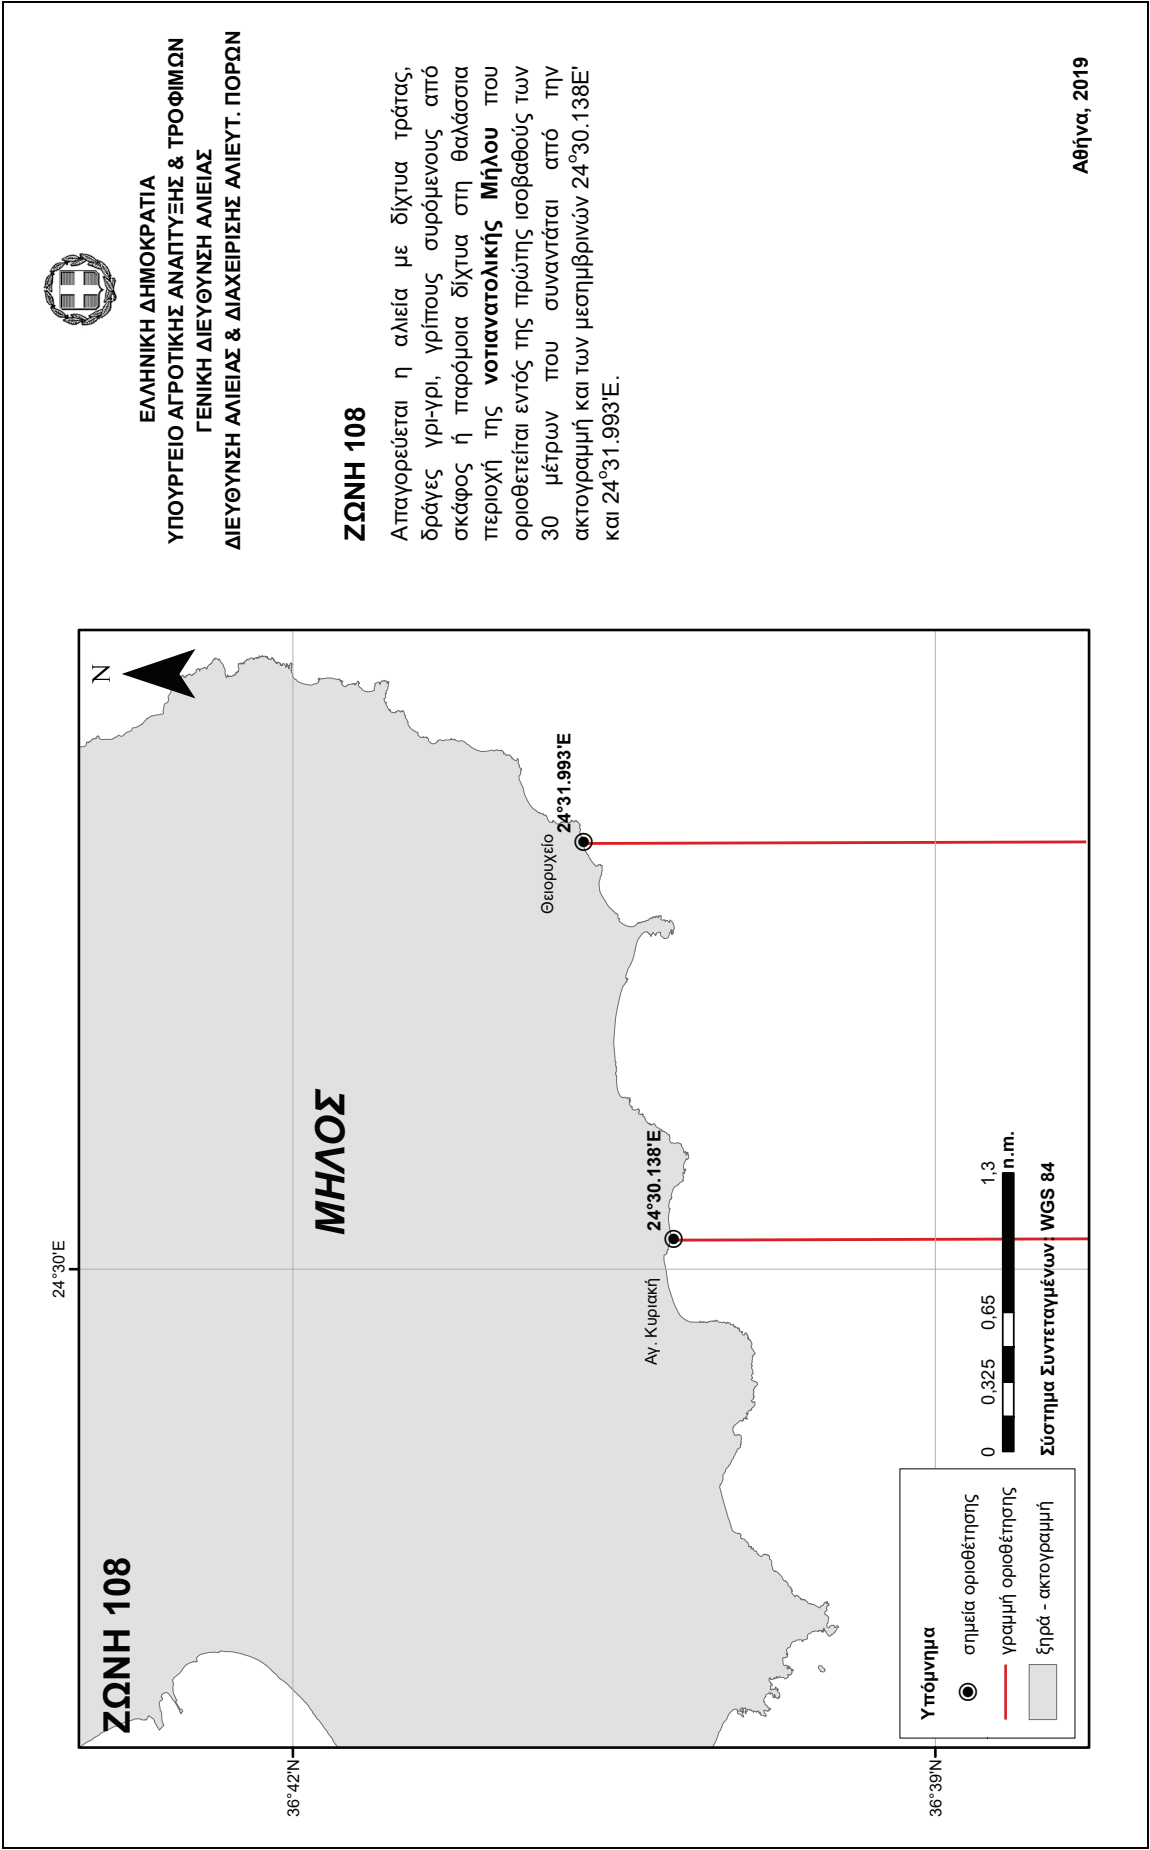 ΕΛΛΗΝΙΚΗ ΔΗΜΟΚΡΑΤΙΑ
ΥΠΟΥΡΓΕΙΟ ΑΓΡΟΤΙΚΗΣ ΑΝΑΠΤΥΞΗΣ & ΤΡΟΦΙΜΩΝ
ΓΕΝΙΚΗ ΔΙΕΥΘΥΝΣΗ ΑΛΙΕΙΑΣ
ΔΙΕΥΘΥΝΣΗ ΑΛΙΕΙΑΣ & ΔΙΑΧΕΙΡΙΣΗΣ ΑΛΙΕΥΤ. ΠΟΡΩΝ
ΖΩΝΗ 108
Απαγορεύεται η αλιεία με δίχτυα τράτας,
δράγες γρι-γρι, γρίπους συρόμενους από
σκάφος ή παρόμοια δίχτυα στη θαλάσσια
περιοχή της νοτιανατολικής Μήλου που
οριοθετείται εντός της πρώτης ισοβαθούς των
30 μέτρων που συναντάται από την
ακτογραμμή και των μεσημβρινών 24°30.138Ε'
και 24°31.993'Ε.
Αθήνα, 2019
ΖΩΝΗ 108
N
24°30'E
36°42'N
36°39'N
ΜΗΛΟΣ
Θειορυχείο
24°31.993'E
24°30.138'E
Αγ. Κυριακή
Υπόμνημα
σημεία οριοθέτησης
γραμμή οριοθέτησης
ξηρά - ακτογραμμή
0 0,325 0,65 1,3
n.m.
Σύστημα Συντεταγμένων: WGS 84